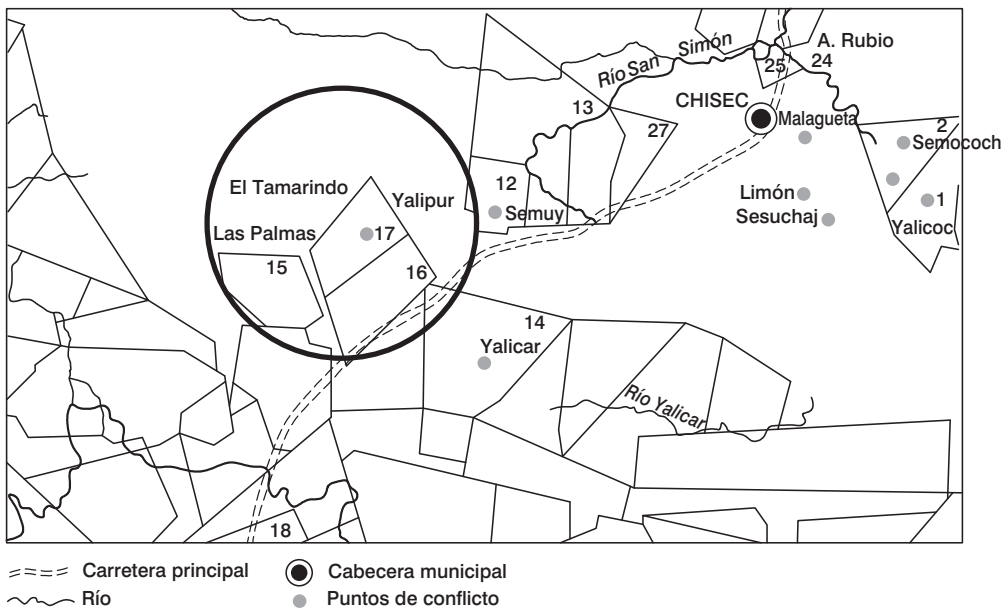 Río San Simón
A. Rubio
25
24
CHISEC
Malagueta
13
27
2
Semococh
12
Semuy
El Tamarindo
Yalipur
Limón
1
Sesuchaj
Yalicoc
Las Palmas
17
15
16
14
Yalicar
Río Yalicar
18
Carretera principal
Cabecera municipal
Río
Puntos de conflicto